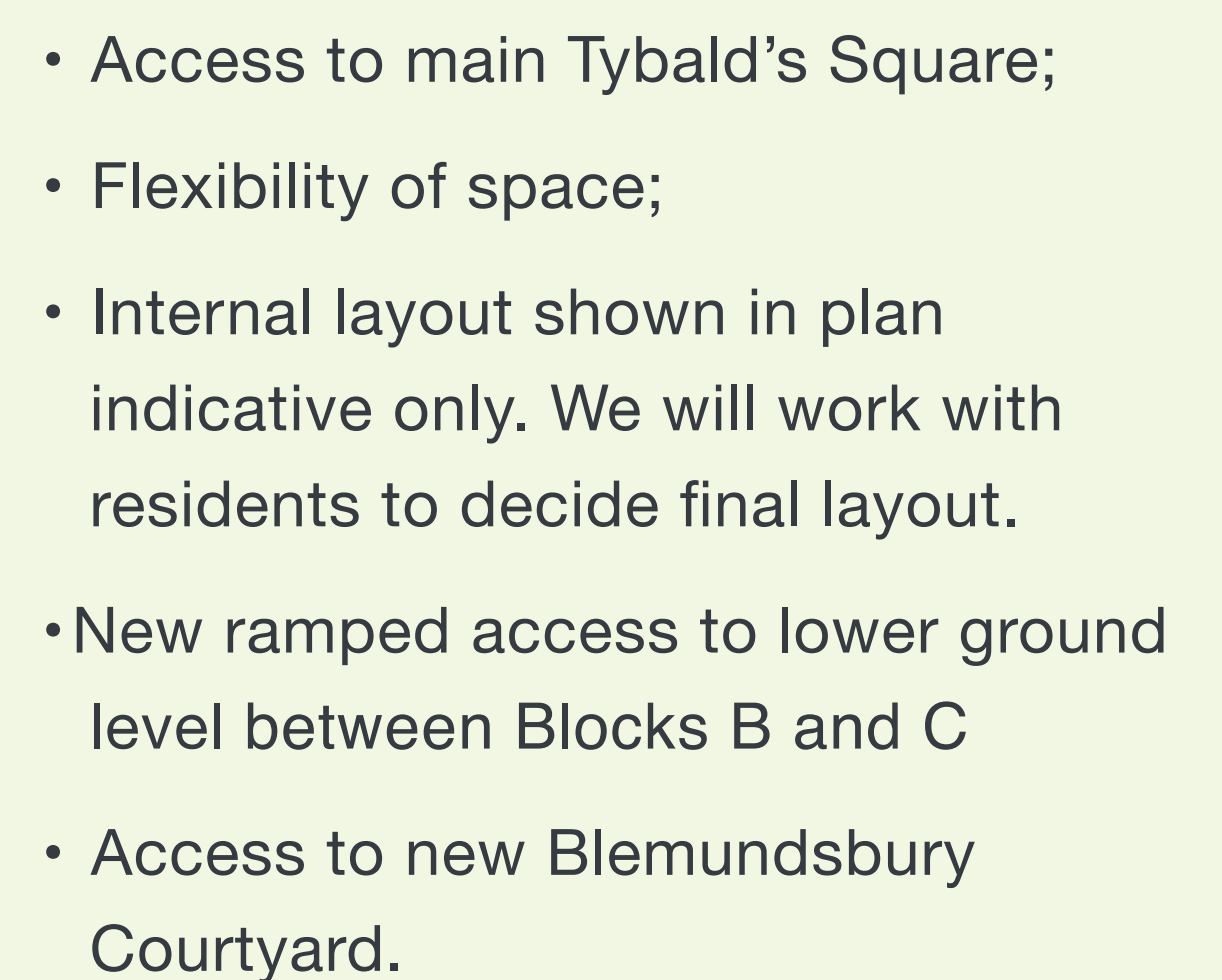 • Access to main Tybald’s Square;
• Flexibility of space;
• Internal layout shown in plan
indicative only. We will work with
residents to decide final layout.
• New ramped access to lower ground
level between Blocks B and C
• Access to new Blemundsbury
Courtyard.